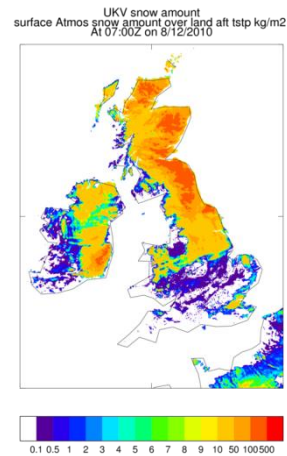 UKV snow amount
surface Atmos snow amount over land aft tstp kg/m2
At 07:00Z on 8/12/2010
0.1 0.5 1 2 3 4 5 6 7 8 9 10 50 100 500